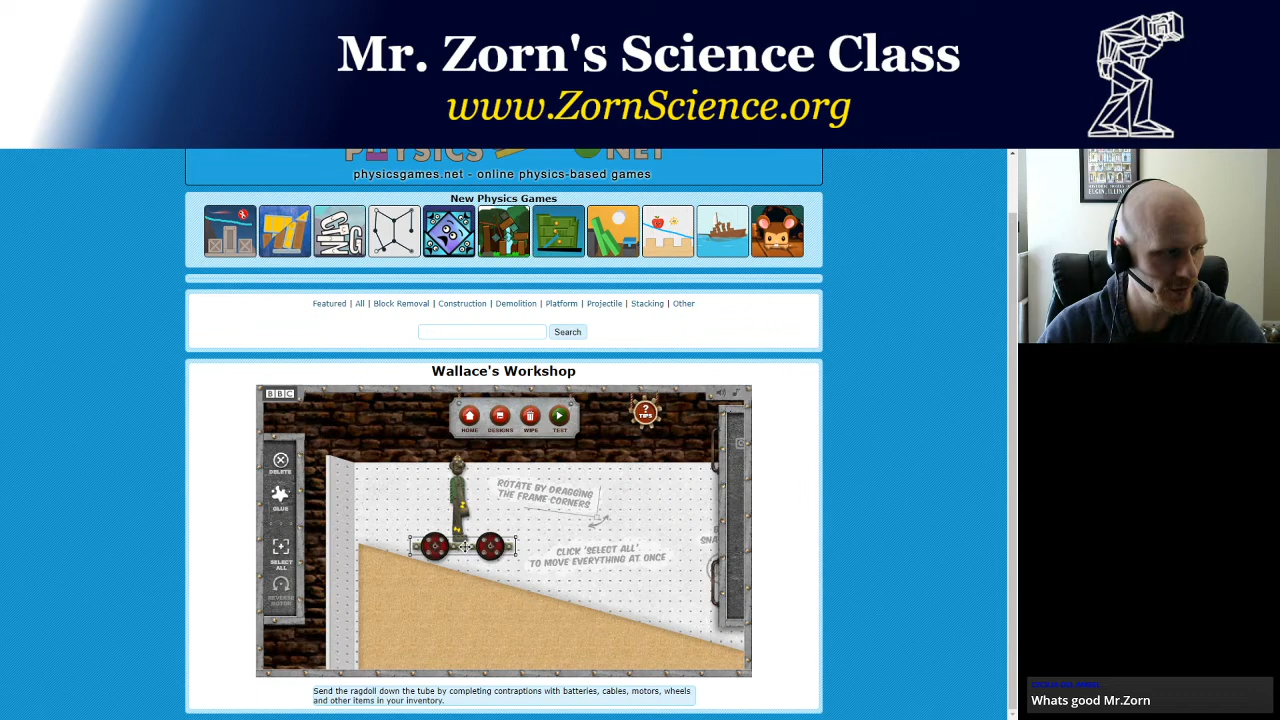 Mr. Zorn's Science Class
www.ZornScience.org
PHYSICS NET
physicsgames.net - online physics-based games
New Physics Games
Featured | All | Block Removal | Construction | Demolition | Platform | Projectile | Stacking | Other
Search
Wallace's Workshop
BBC
HOME DESIGNS WIPE TEST
? TIPS
DELETE
GLUE
SELECT ALL
REVERSE MOTOR
ROTATE BY DRAGGING
THE FRAME CORNERS
CLICK 'SELECT ALL'
TO MOVE EVERYTHING AT ONCE
Send the ragdoll down the tube by completing contraptions with batteries, cables, motors, wheels
and other items in your inventory.
Whats good Mr.Zorn